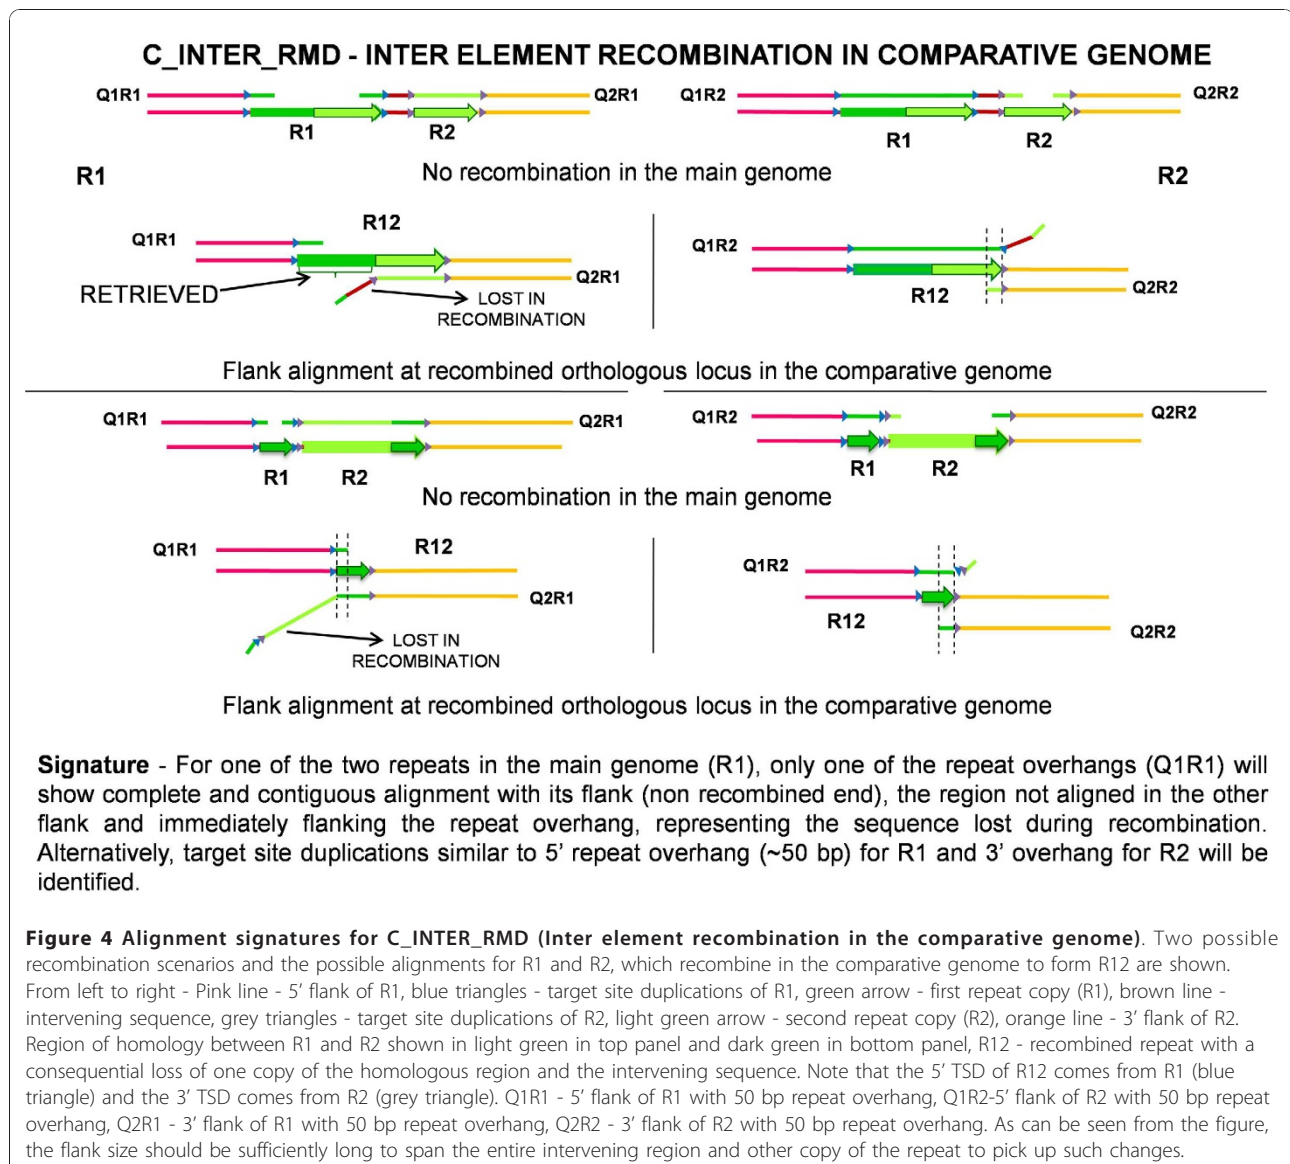 C_INTER_RMD - INTER ELEMENT RECOMBINATION IN COMPARATIVE GENOME
Q1R1
Q2R1
R1
R2
Q1R2
Q2R2
R1
R2
No recombination in the main genome
R1
R2
Q1R1
R12
Q2R1
RETRIEVED
LOST IN
RECOMBINATION
Q1R2
R12
Q2R2
Flank alignment at recombined orthologous locus in the comparative genome
Q1R1
Q2R1
R1
R2
Q1R2
Q2R2
R1
R2
No recombination in the main genome
Q1R1
R12
Q2R1
LOST IN
RECOMBINATION
Q1R2
R12
Q2R2
Flank alignment at recombined orthologous locus in the comparative genome
Signature - For one of the two repeats in the main genome (R1), only one of the repeat overhangs (Q1R1) will
show complete and contiguous alignment with its flank (non recombined end), the region not aligned in the other
flank and immediately flanking the repeat overhang, representing the sequence lost during recombination.
Alternatively, target site duplications similar to 5’ repeat overhang (~50 bp) for R1 and 3’ overhang for R2 will be
identified.
Figure 4 Alignment signatures for C_INTER_RMD (Inter element recombination in the comparative genome). Two possible
recombination scenarios and the possible alignments for R1 and R2, which recombine in the comparative genome to form R12 are shown.
From left to right - Pink line - 5’ flank of R1, blue triangles - target site duplications of R1, green arrow - first repeat copy (R1), brown line -
intervening sequence, grey triangles - target site duplications of R2, light green arrow - second repeat copy (R2), orange line - 3’ flank of R2.
Region of homology between R1 and R2 shown in light green in top panel and dark green in bottom panel, R12 - recombined repeat with a
consequential loss of one copy of the homologous region and the intervening sequence. Note that the 5’ TSD of R12 comes from R1 (blue
triangle) and the 3’ TSD comes from R2 (grey triangle). Q1R1 - 5’ flank of R1 with 50 bp repeat overhang, Q1R2-5’ flank of R2 with 50 bp repeat
overhang, Q2R1 - 3’ flank of R1 with 50 bp repeat overhang, Q2R2 - 3’ flank of R2 with 50 bp repeat overhang. As can be seen from the figure,
the flank size should be sufficiently long to span the entire intervening region and other copy of the repeat to pick up such changes.